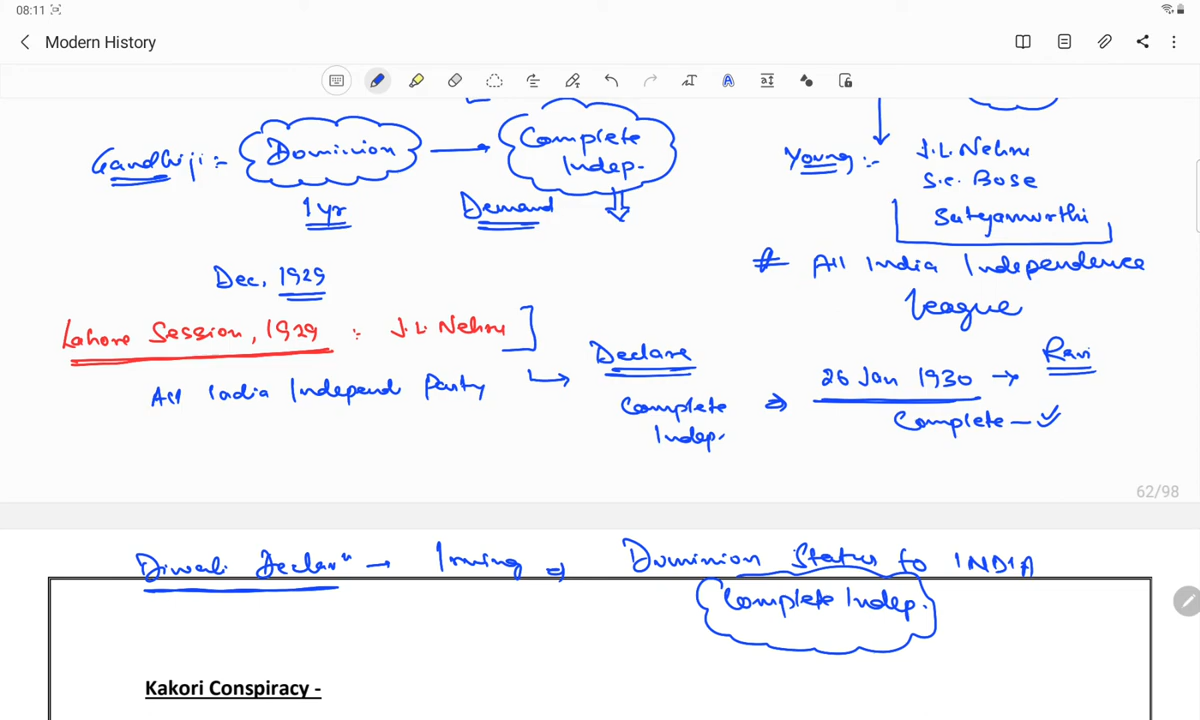 08:11
Modern History
Gandhiji :- Dominion → Complete Indep.
1 yr
Demand
Young :- J.L. Nehru
S.C. Bose
Satyamurthi
# All India Independence League
Dec. 1929
Lahore Session, 1929 : J.L. Nehru
All India Independ Party
Declare Complete Indep.
⇒ 26 Jan 1930 → Ravi
Complete - ✓
62/98
Diwali Declarⁿ → Irwing ⇒ Dominion Status to INDIA
Complete Indep.
Kakori Conspiracy -